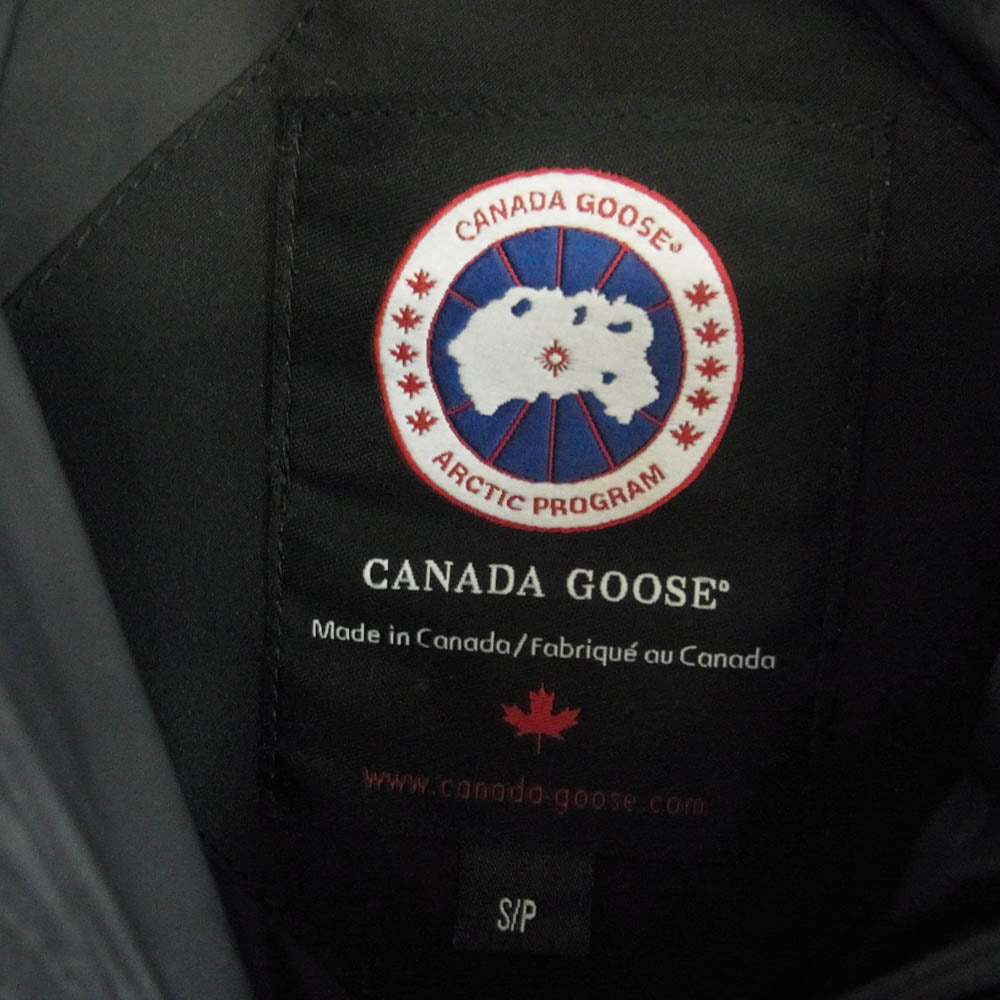 CANADA GOOSE®
ARCTIC PROGRAM
CANADA GOOSE®
Made in Canada/Fabriqué au Canada
www.canada-goose.com
S/P